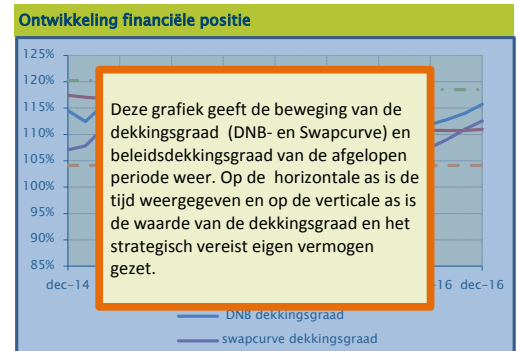 Ontwikkeling financiële positie
125%
120%
115%
110%
105%
100%
95%
90%
85%
Deze grafiek geeft de beweging van de
dekkingsgraad (DNB- en Swapcurve) en
beleidsdekkingsgraad van de afgelopen
periode weer. Op de horizontale as is de
tijd weergegeven en op de verticale as is
de waarde van de dekkingsgraad en het
strategisch vereist eigen vermogen
gezet.
dec-14 16 dec-16
DNB dekkingsgraad
swapcurve dekkingsgraad